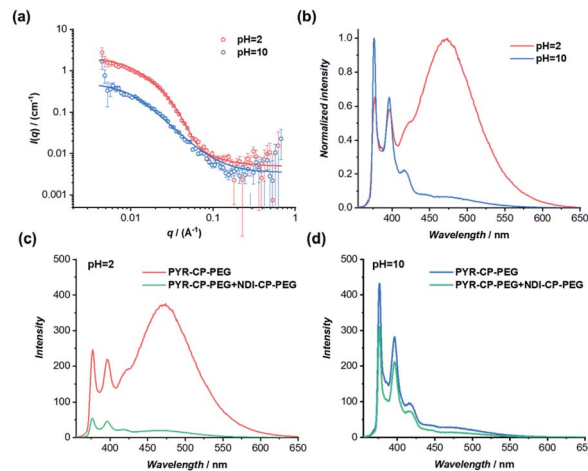 (a)
pH=2
pH=10
10
1
0.1
0.01
0.001
I(q) / (cm⁻¹)
0.01
0.1
1
q / (A⁻¹)
(b)
pH=2
pH=10
1.0
0.8
0.6
0.4
0.2
0
Normalized intensity
350
400
450
500
550
600
650
Wavelength / nm
(c)
pH=2
PYR-CP-PEG
PYR-CP-PEG+NDI-CP-PEG
500
400
300
200
100
0
Intensity
350
400
450
500
550
600
650
Wavelength / nm
(d)
pH=10
PYR-CP-PEG
PYR-CP-PEG+NDI-CP-PEG
500
400
300
200
100
0
Intensity
350
400
450
500
550
600
650
Wavelength / nm